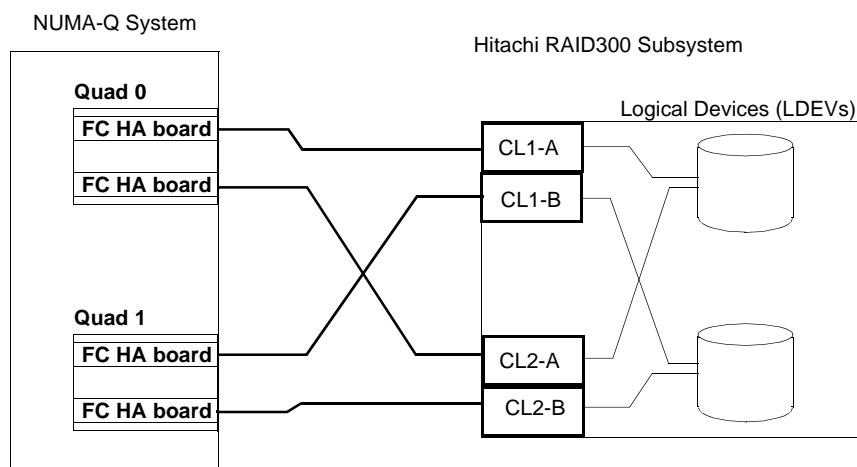 NUMA-Q System
Hitachi RAID300 Subsystem
Quad 0
FC HA board
FC HA board
Logical Devices (LDEVs)
CL1-A
CL1-B
Quad 1
FC HA board
FC HA board
CL2-A
CL2-B